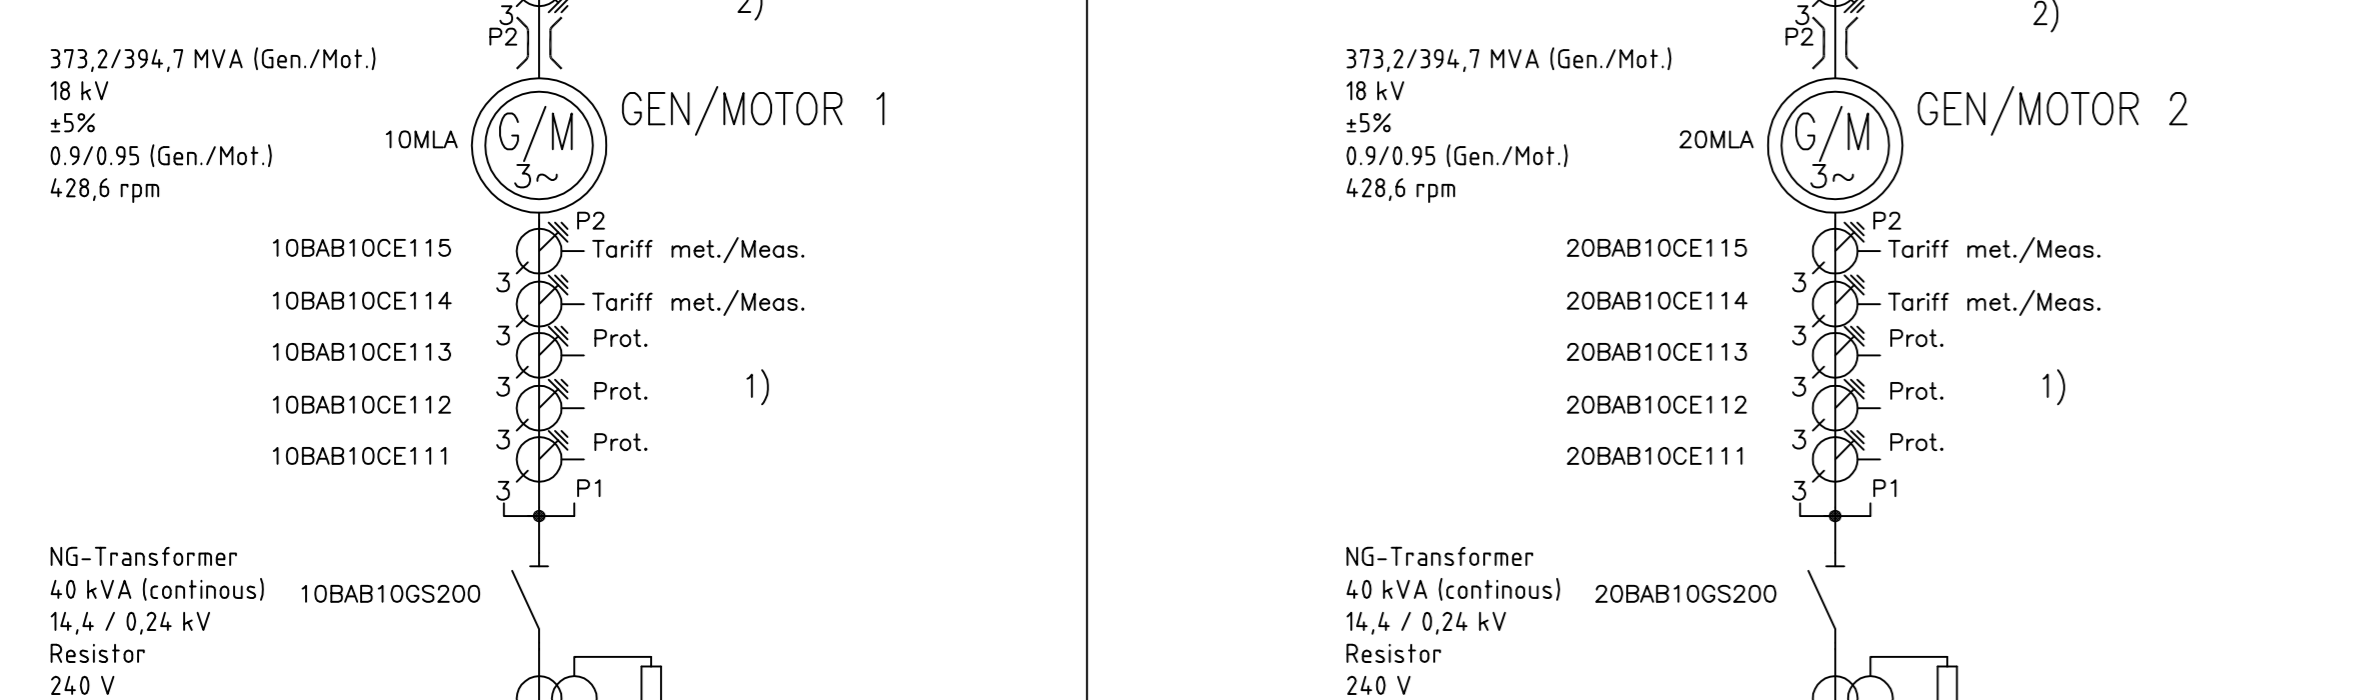 3
2)
P2
373,2/394,7 MVA (Gen./Mot.)
18 kV
±5%
0.9/0.95 (Gen./Mot.)
428,6 rpm
GEN/MOTOR 1
10MLA
G/M
3~
P2
10BAB10CE115
Tariff met./Meas.
3
10BAB10CE114
Tariff met./Meas.
3
Prot.
10BAB10CE113
3
Prot.
1)
10BAB10CE112
3
Prot.
10BAB10CE111
3
P1
NG-Transformer
40 kVA (continous)
10BAB10GS200
14,4 / 0,24 kV
Resistor
240 V
3
2)
P2
373,2/394,7 MVA (Gen./Mot.)
18 kV
±5%
0.9/0.95 (Gen./Mot.)
428,6 rpm
GEN/MOTOR 2
20MLA
G/M
3~
P2
20BAB10CE115
Tariff met./Meas.
3
20BAB10CE114
Tariff met./Meas.
3
Prot.
20BAB10CE113
3
Prot.
1)
20BAB10CE112
3
Prot.
20BAB10CE111
3
P1
NG-Transformer
40 kVA (continous)
20BAB10GS200
14,4 / 0,24 kV
Resistor
240 V